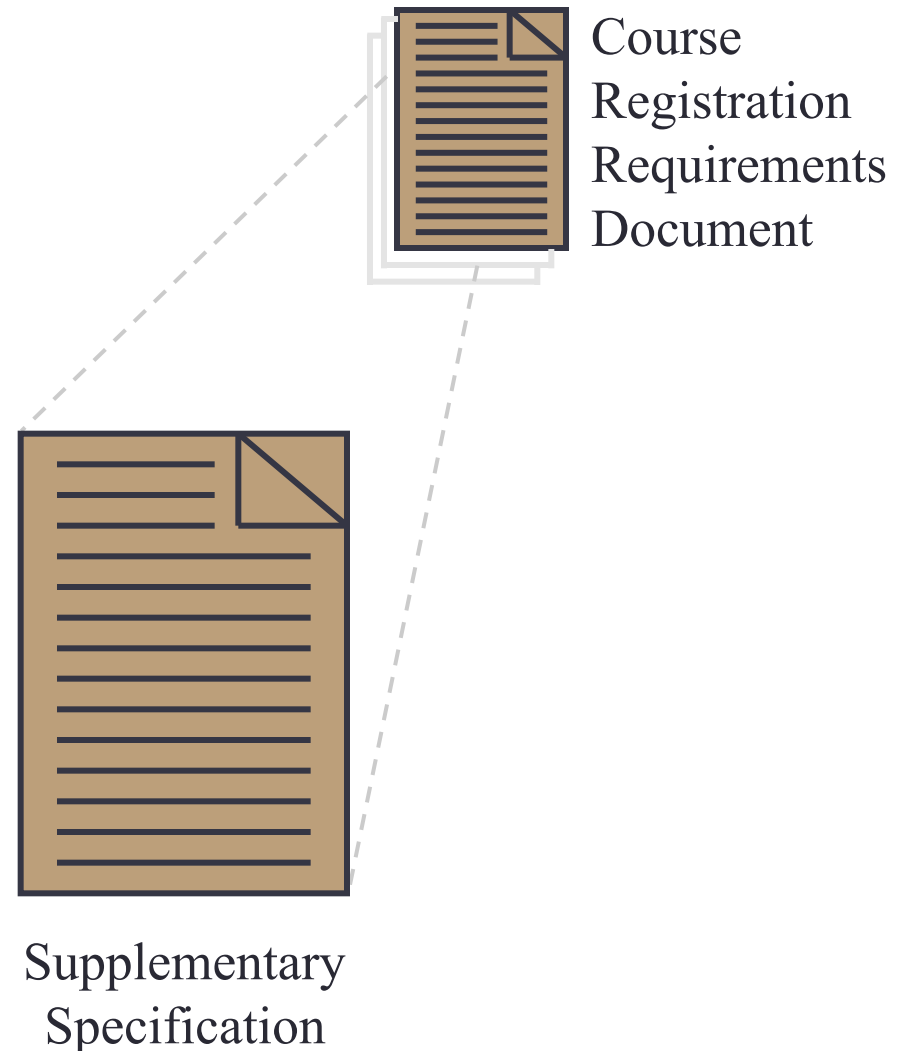 Course
Registration
Requirements
Document
Supplementary
Specification